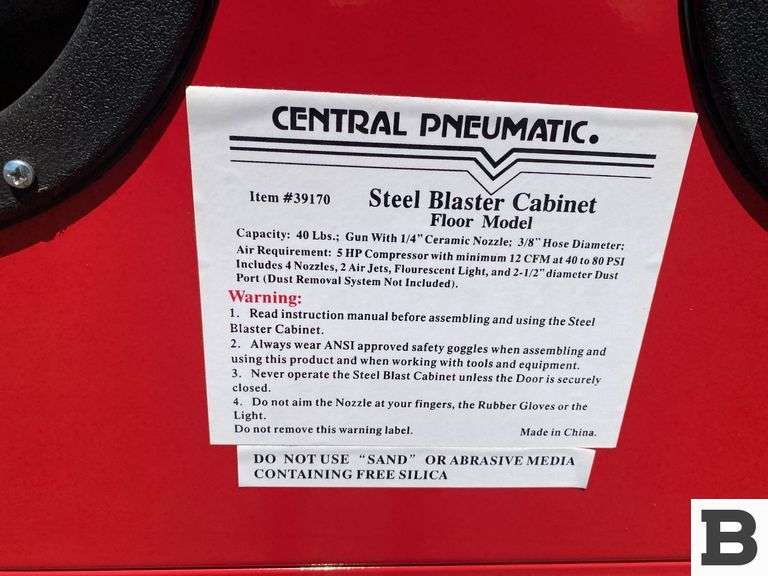 CENTRAL PNEUMATIC.
Item #39170 Steel Blaster Cabinet
Floor Model
Capacity: 40 Lbs.; Gun With 1/4" Ceramic Nozzle; 3/8" Hose Diameter;
Air Requirement: 5 HP Compressor with minimum 12 CFM at 40 to 80 PSI
Includes 4 Nozzles, 2 Air Jets, Flourescent Light, and 2-1/2" diameter Dust
Port (Dust Removal System Not Included).
Warning:
1. Read instruction manual before assembling and using the Steel
Blaster Cabinet.
2. Always wear ANSI approved safety goggles when assembling and
using this product and when working with tools and equipment.
3. Never operate the Steel Blast Cabinet unless the Door is securely
closed.
4. Do not aim the Nozzle at your fingers, the Rubber Gloves or the
Light.
Do not remove this warning label. Made in China.
DO NOT USE "SAND" OR ABRASIVE MEDIA
CONTAINING FREE SILICA
B